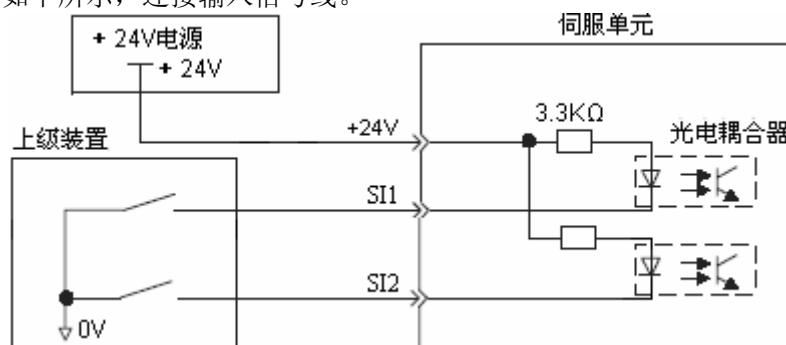 如下所示，连接输入信号线。
+ 24V电源
+ 24V
伺服单元
3.3KΩ
+24V
光电耦合器
上级装置
SI1
SI2
0V